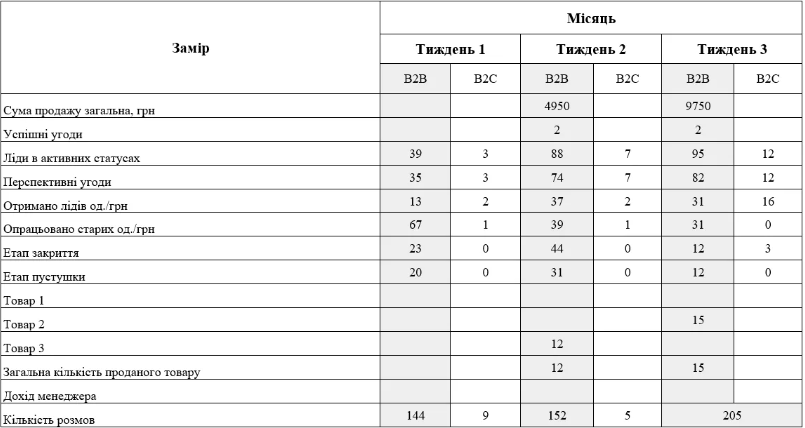 Місяць
Замір
Тиждень 1 Тиждень 2 Тиждень 3
B2B B2C B2B B2C B2B B2C
Сума продажу загальна, грн 4950 9750
Успішні угоди 2 2
Ліди в активних статусах 39 3 88 7 95 12
Перспективні угоди 35 3 74 7 82 12
Отримано лідів од./грн 13 2 37 2 31 16
Опрацьовано старих од./грн 67 1 39 1 31 0
Етап закриття 23 0 44 0 12 3
Етап пустушки 20 0 31 0 12 0
Товар 1
Товар 2 15
Товар 3 12
Загальна кількість проданого товару 12 15
Дохід менеджера
Кількість розмов 144 9 152 5 205